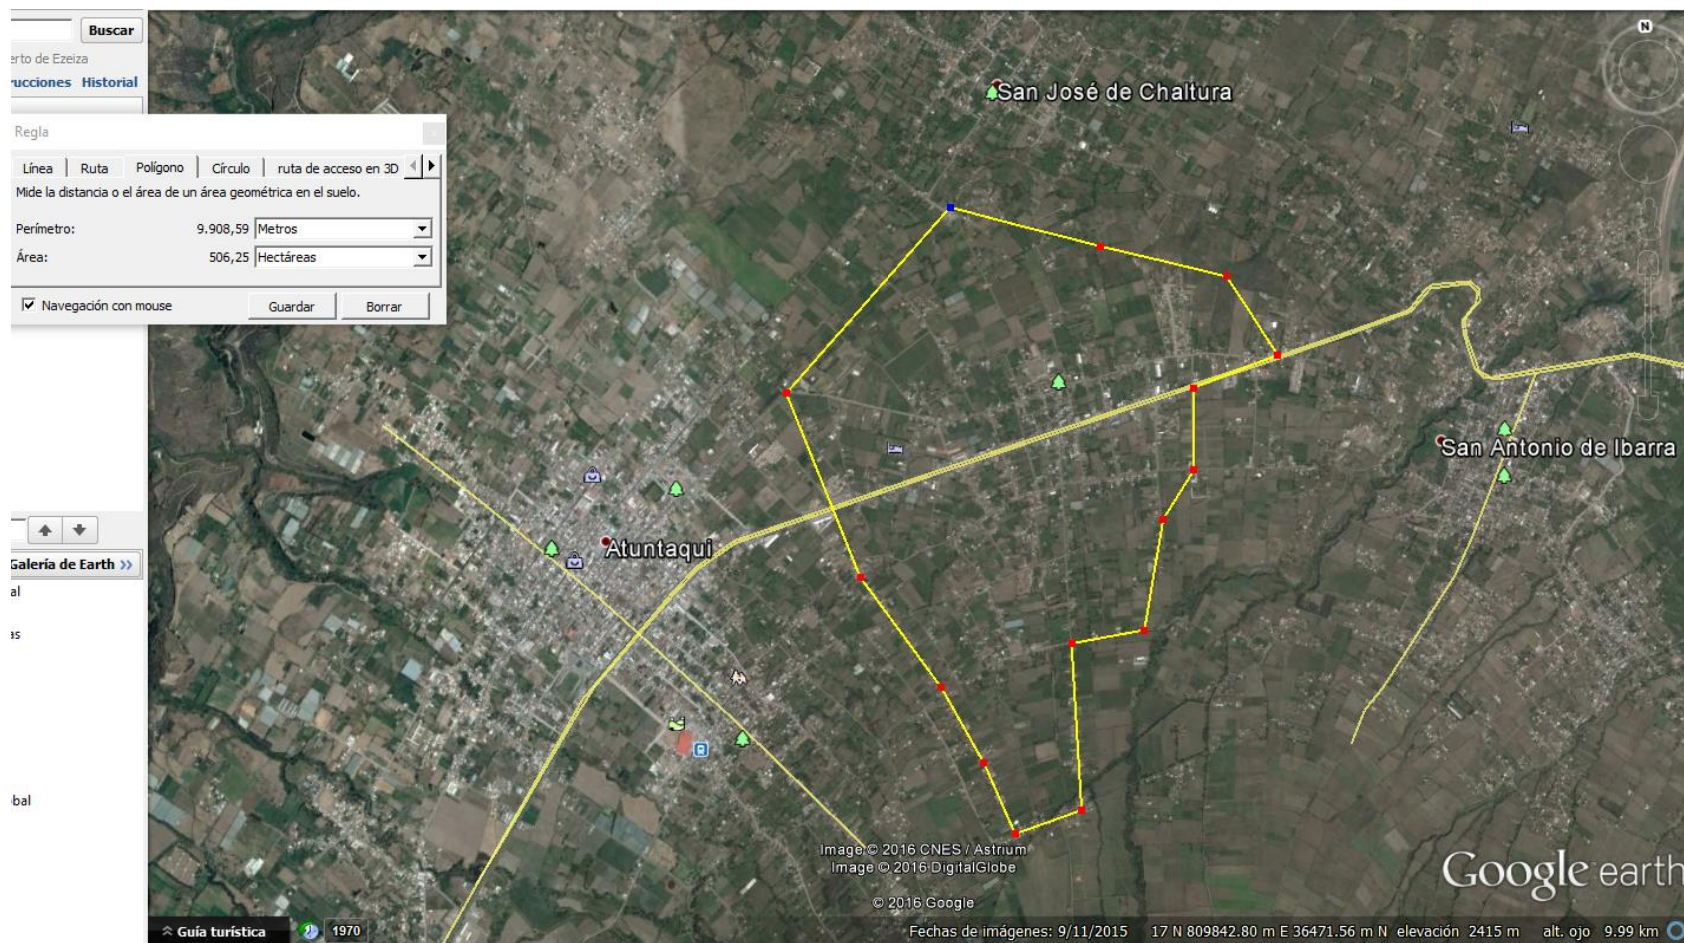 Buscar
erto de Ezeiza
rucciones Historial
Regla
Línea Ruta Polígono Círculo ruta de acceso en 3D
Mide la distancia o el área de un área geométrica en el suelo.
Perímetro: 9.908,59 Metros
Área: 506,25 Hectáreas
Navegación con mouse Guardar Borrar
N
San José de Chaltura
San Antonio de Ibarra
Atuntaqui
Galería de Earth >>
al
as
bal
Image © 2016 CNES / Astrium
Image © 2016 DigitalGlobe
© 2016 Google
Google earth
Guía turística 1970 Fechas de imágenes: 9/11/2015 17 N 809842.80 m E 36471.56 m N elevación 2415 m alt. ojo 9.99 km